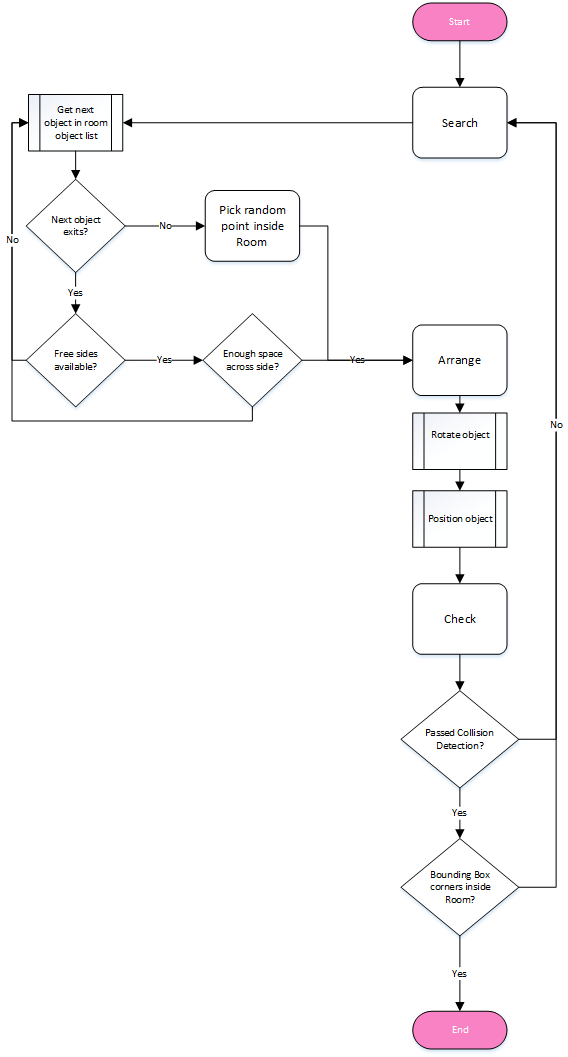 Start
Search
Get next
object in room
object list
Next object
exits?
No
Pick random
point inside
Room
No
Yes
Free sides
available?
Yes
Enough space
across side?
Yes
Arrange
Rotate object
No
Position object
Check
Passed Collision
Detection?
Yes
Bounding Box
corners inside
Room?
Yes
End